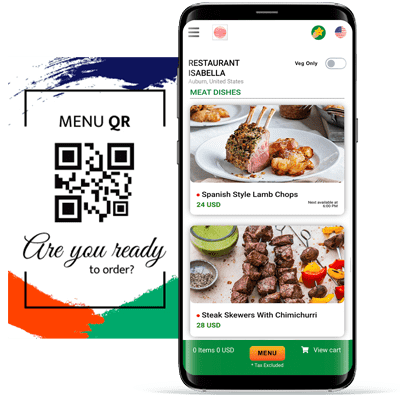 MENU QR
Are you ready
to order?
RESTAURANT
ISABELLA
Auburn, United States
Veg Only
MEAT DISHES
Spanish Style Lamb Chops
24 USD
Next available at
6:00 PM
Steak Skewers With Chimichurri
28 USD
0 Items 0 USD
MENU
View cart
* Tax Excluded